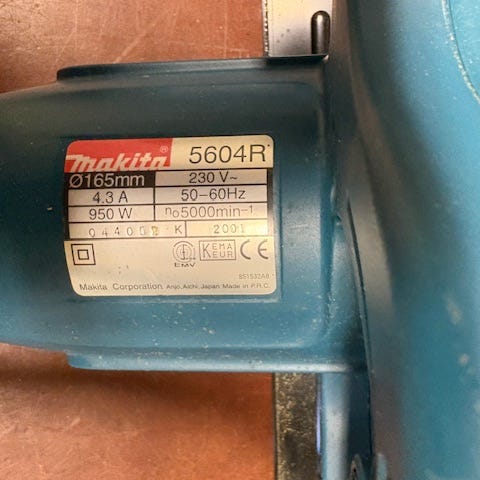 makita® 5604R
Ø165mm 230 V~
4.3 A 50-60Hz
950 W n₀5000min⁻¹
K 2001
EMV KEMA KEUR CE
851532A8
Makita Corporation Anjo, Aichi, Japan Made in P.R.C.